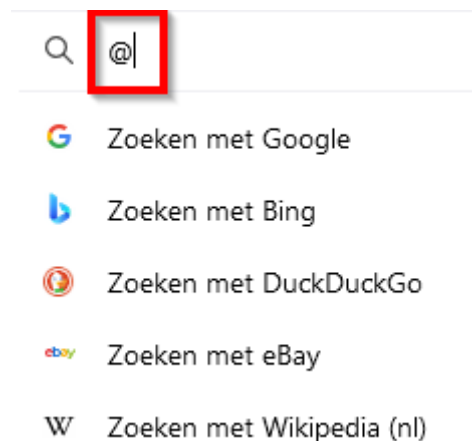 @
Zoeken met Google
Zoeken met Bing
Zoeken met DuckDuckGo
ebay Zoeken met eBay
W Zoeken met Wikipedia (nl)